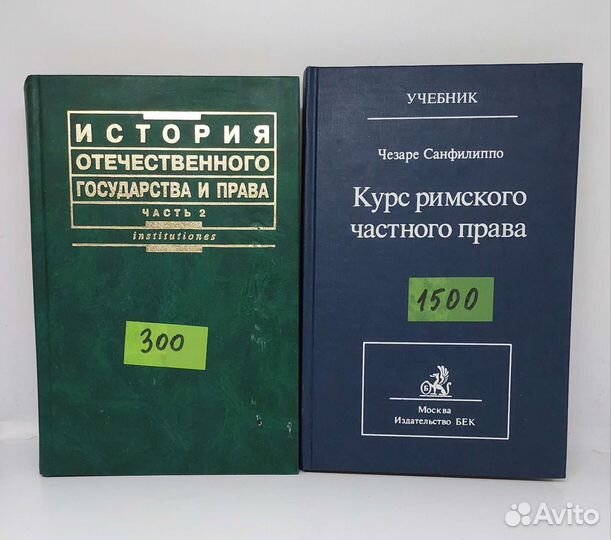 ИСТОРИЯ
ОТЕЧЕСТВЕННОГО
ГОСУДАРСТВА И ПРАВА
ЧАСТЬ 2
institutiones
300
УЧЕБНИК
Чезаре Санфилиппо
Курс римского
частного права
1500
Б
Москва
Издательство БЕК
Avito